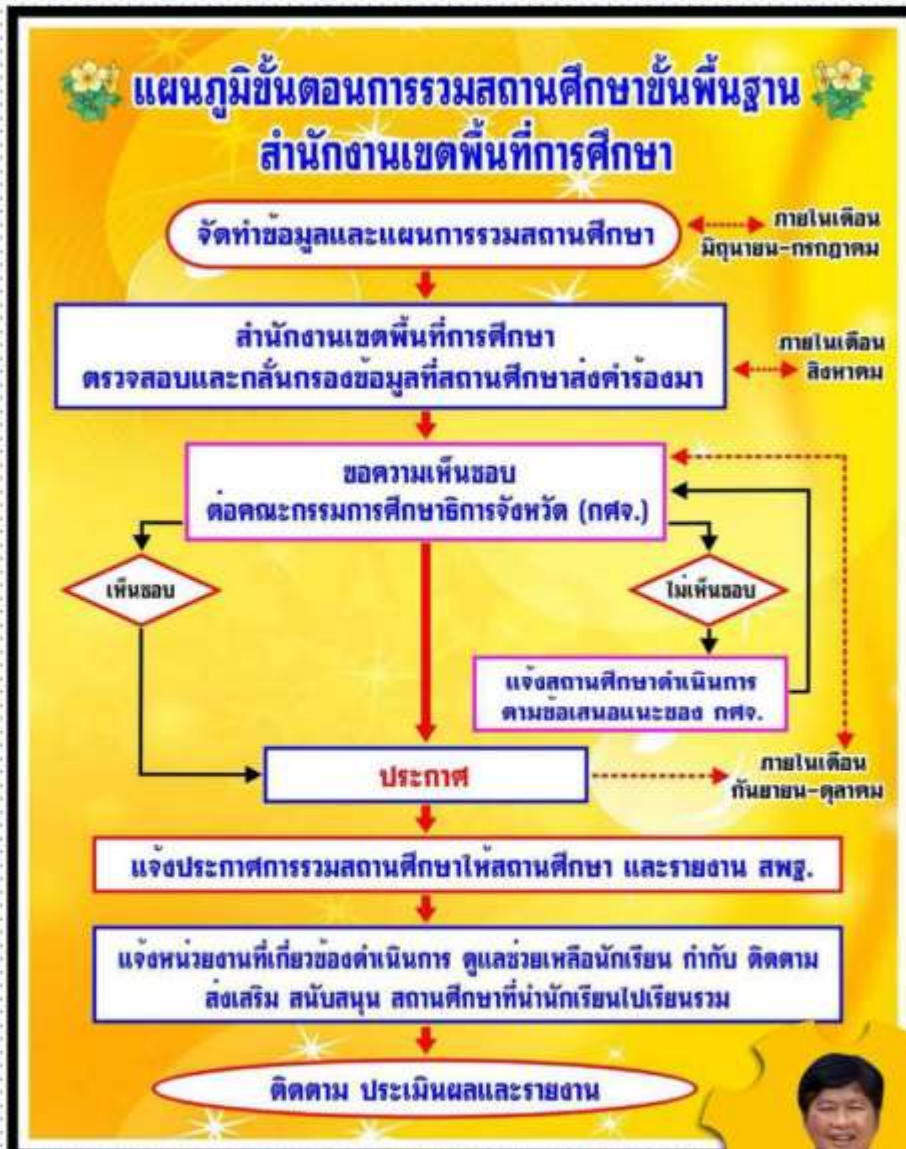 แผนภูมิขั้นตอนการรวมสถานศึกษาขั้นพื้นฐาน
สำนักงานเขตพื้นที่การศึกษา
จัดทำข้อมูลและแผนการรวมสถานศึกษา
ภายในเดือน
มิถุนายน-กรกฎาคม
สำนักงานเขตพื้นที่การศึกษา
ตรวจสอบและกลั่นกรองข้อมูลที่สถานศึกษาส่งคำร้องมา
ภายในเดือน
สิงหาคม
ขอความเห็นชอบ
ต่อคณะกรรมการศึกษาธิการจังหวัด (กศจ.)
เห็นชอบ
ไม่เห็นชอบ
แจ้งสถานศึกษาดำเนินการ
ตามข้อเสนอแนะของ กศจ.
ประกาศ
ภายในเดือน
กันยายน-ตุลาคม
แจ้งประกาศการรวมสถานศึกษาให้สถานศึกษา และรายงาน สพฐ.
แจ้งหน่วยงานที่เกี่ยวข้องดำเนินการ ดูแลช่วยเหลือนักเรียน กำกับ ติดตาม
ส่งเสริม สนับสนุน สถานศึกษาที่นำนักเรียนไปเรียนรวม
ติดตาม ประเมินผลและรายงาน